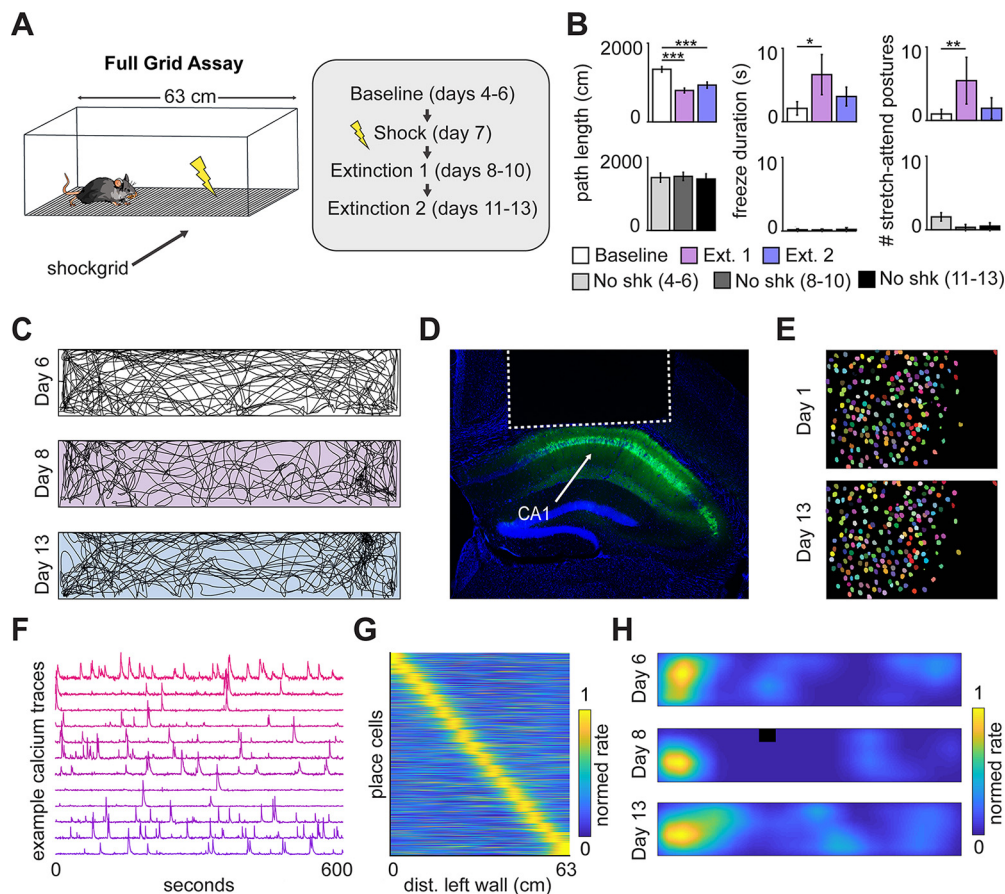 A
Full Grid Assay
63 cm
shockgrid
Baseline (days 4-6)
Shock (day 7)
Extinction 1 (days 8-10)
Extinction 2 (days 11-13)
B
path length (cm)
2000
0
***
***
2000
0
freeze duration (s)
10
0
*
10
0
# stretch-attend postures
10
0
**
10
0
Baseline
Ext. 1
Ext. 2
No shk (4-6)
No shk (8-10)
No shk (11-13)
C
Day 6
Day 8
Day 13
D
CA1
E
Day 1
Day 13
F
example calcium traces
0
600
seconds
G
place cells
0
63
dist. left wall (cm)
1
0
normed rate
H
Day 6
Day 8
Day 13
1
0
normed rate